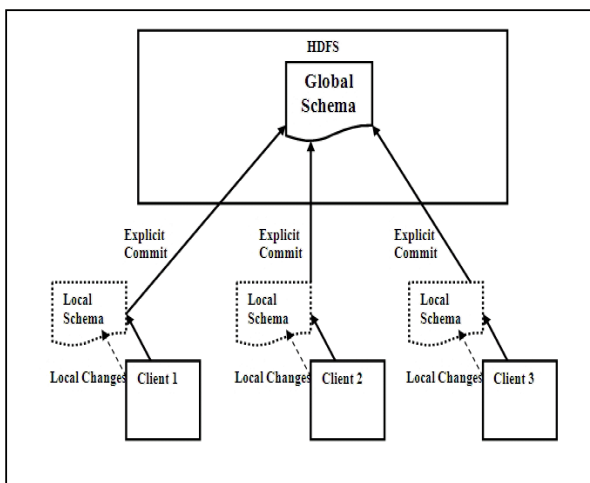 HDFS
Global
Schema
Explicit
Commit
Explicit
Commit
Explicit
Commit
Local
Schema
Local
Schema
Local
Schema
Local Changes
Client 1
Local Changes
Client 2
Local Changes
Client 3